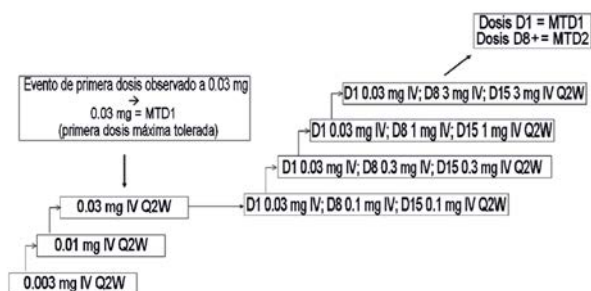 Dosis D1 = MTD1
Dosis D8+= MTD2
Evento de primera dosis observado a 0.03 mg
→
0.03 mg = MTD1
(primera dosis máxima tolerada)
D1 0.03 mg IV; D8 3 mg IV; D15 3 mg IV Q2W
D1 0.03 mg IV; D8 1 mg IV; D15 1 mg IV Q2W
D1 0.03 mg IV; D8 0.3 mg IV; D15 0.3 mg IV Q2W
0.03 mg IV Q2W
D1 0.03 mg IV; D8 0.1 mg IV; D15 0.1 mg IV Q2W
0.01 mg IV Q2W
0.003 mg IV Q2W